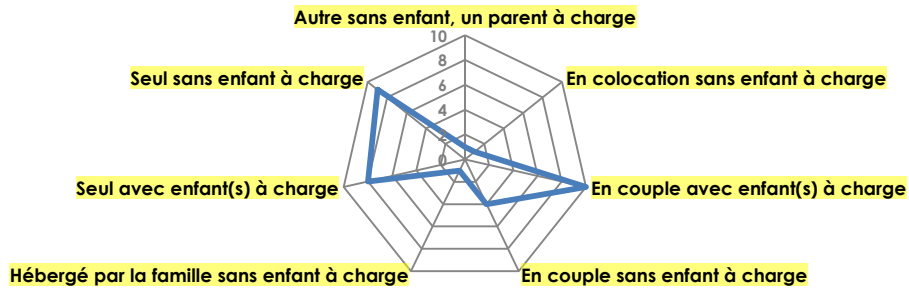 Autre sans enfant, un parent à charge
10
8
Seul sans enfant à charge
En colocation sans enfant à charge
6
4
2
0
Seul avec enfant(s) à charge
En couple avec enfant(s) à charge
Hébergé par la famille sans enfant à charge
En couple sans enfant à charge